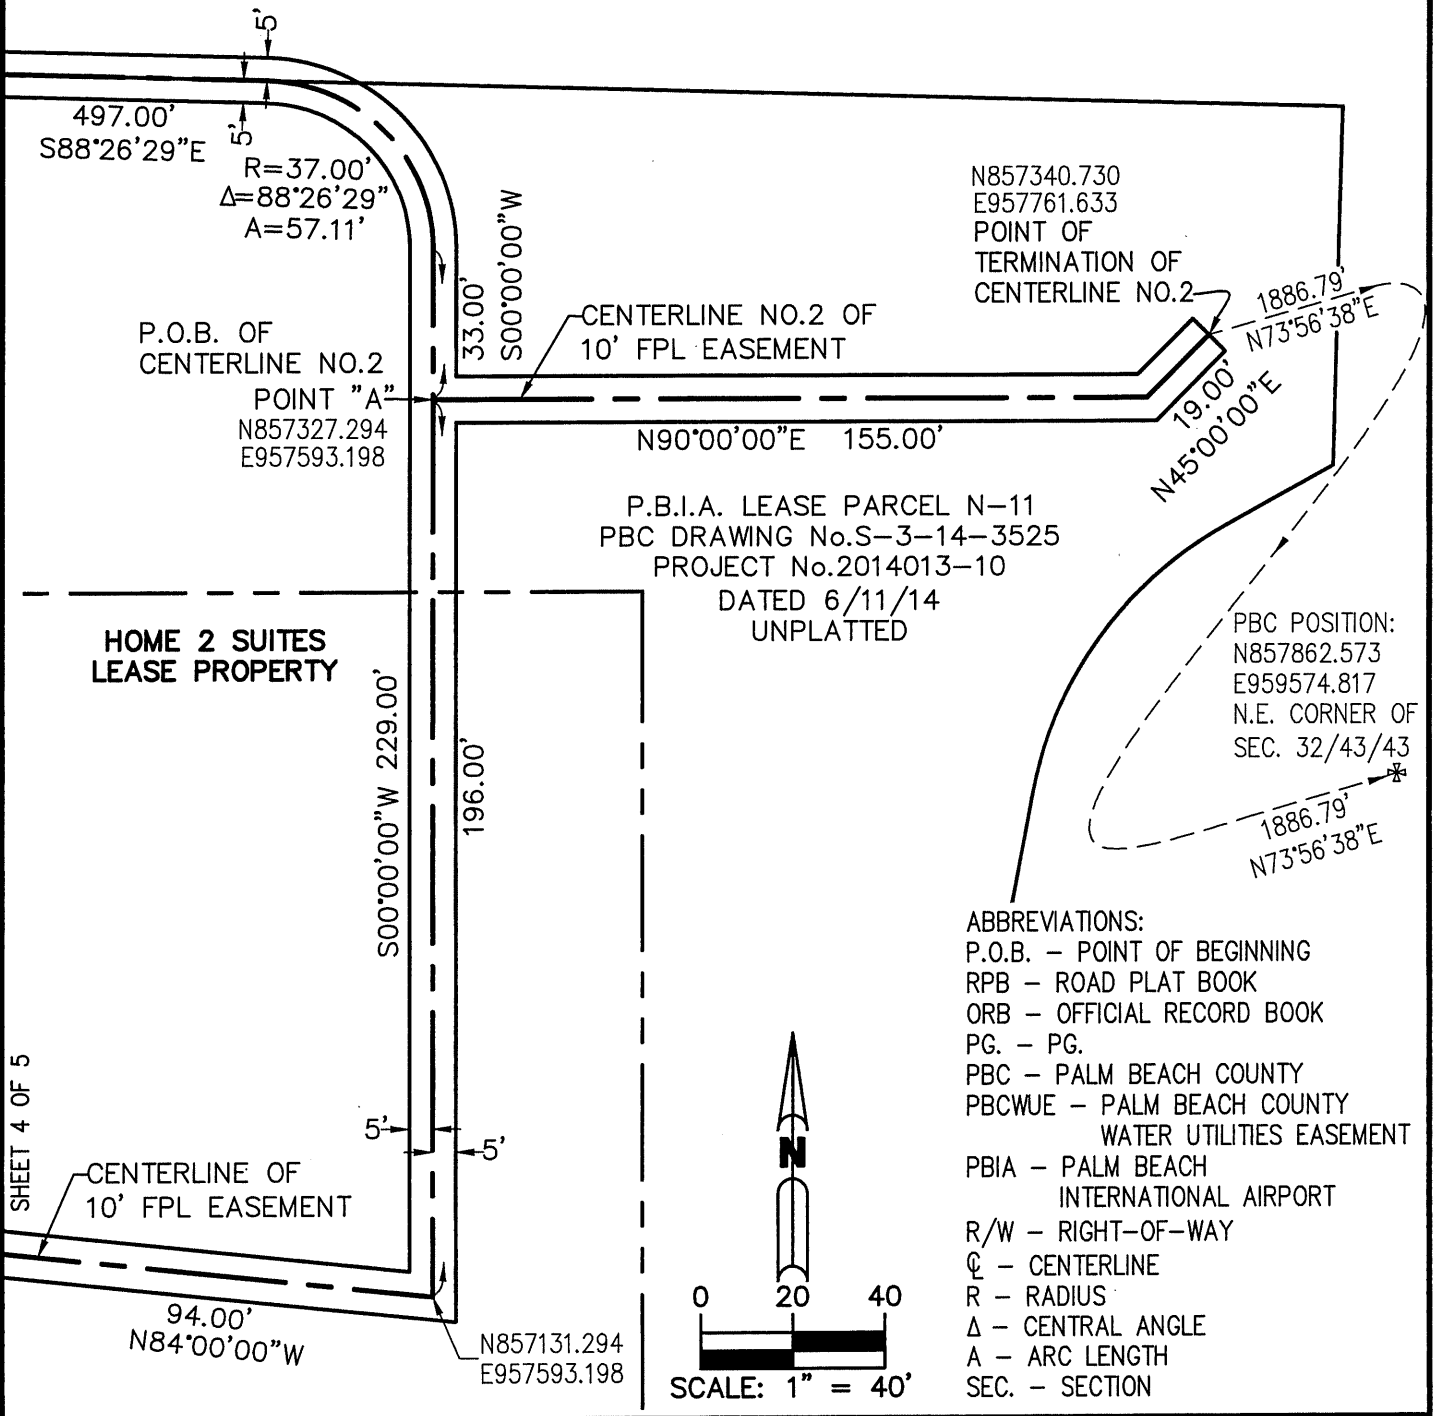 5'
497.00'
S88°26'29"E
5'
R=37.00'
Δ=88°26'29"
A=57.11'
33.00'
S00°00'00"W
N857340.730
E957761.633
POINT OF
TERMINATION OF
CENTERLINE NO.2
1886.79'
N73°56'38"E
P.O.B. OF
CENTERLINE NO.2
POINT "A"
N857327.294
E957593.198
CENTERLINE NO.2 OF
10' FPL EASEMENT
N90°00'00"E 155.00'
19.00'
N45°00'00"E
P.B.I.A. LEASE PARCEL N-11
PBC DRAWING No.S-3-14-3525
PROJECT No.2014013-10
DATED 6/11/14
UNPLATTED
HOME 2 SUITES
LEASE PROPERTY
S00°00'00"W 229.00'
196.00'
PBC POSITION:
N857862.573
E959574.817
N.E. CORNER OF
SEC. 32/43/43
1886.79'
N73°56'38"E
SHEET 4 OF 5
5'
5'
CENTERLINE OF
10' FPL EASEMENT
94.00'
N84°00'00"W
N857131.294
E957593.198
N
0 20 40
SCALE: 1" = 40'
ABBREVIATIONS:
P.O.B. - POINT OF BEGINNING
RPB - ROAD PLAT BOOK
ORB - OFFICIAL RECORD BOOK
PG. - PG.
PBC - PALM BEACH COUNTY
PBCWUE - PALM BEACH COUNTY
WATER UTILITIES EASEMENT
PBIA - PALM BEACH
INTERNATIONAL AIRPORT
R/W - RIGHT-OF-WAY
℄ - CENTERLINE
R - RADIUS
Δ - CENTRAL ANGLE
A - ARC LENGTH
SEC. - SECTION